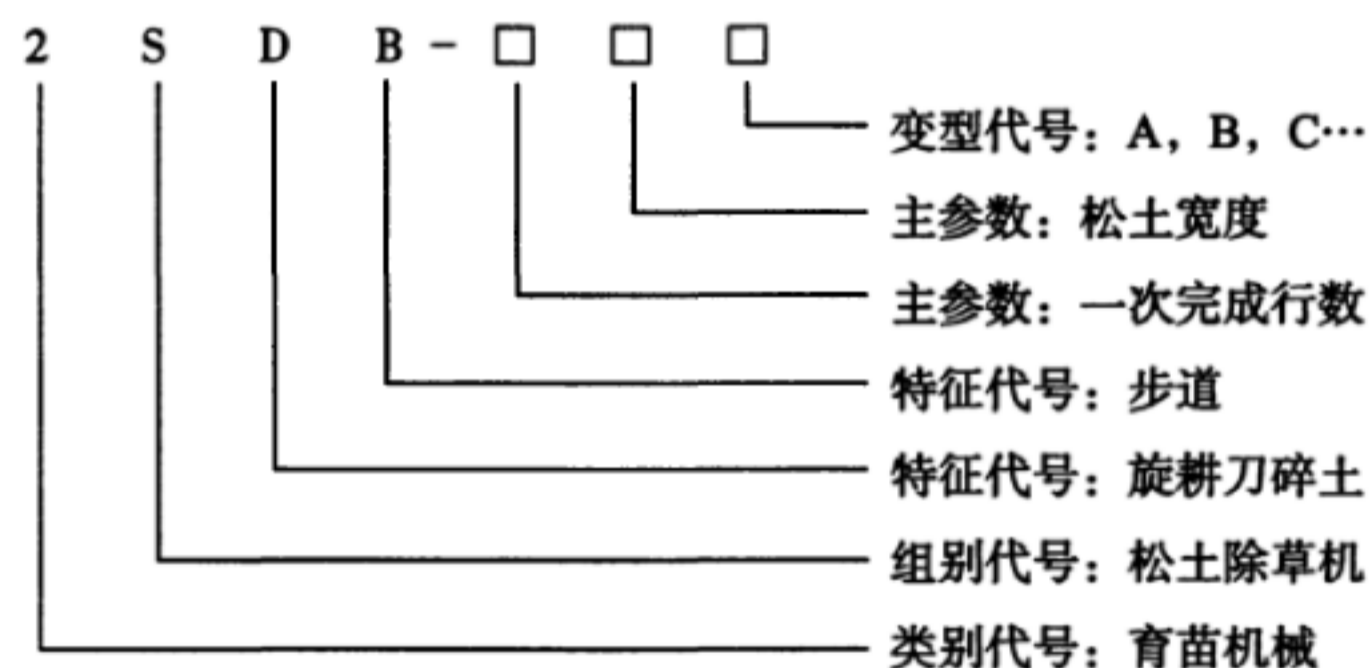 2 S D B - □ □ □
变型代号：A，B，C…
主参数：松土宽度
主参数：一次完成行数
特征代号：步道
特征代号：旋耕刀碎土
组别代号：松土除草机
类别代号：育苗机械